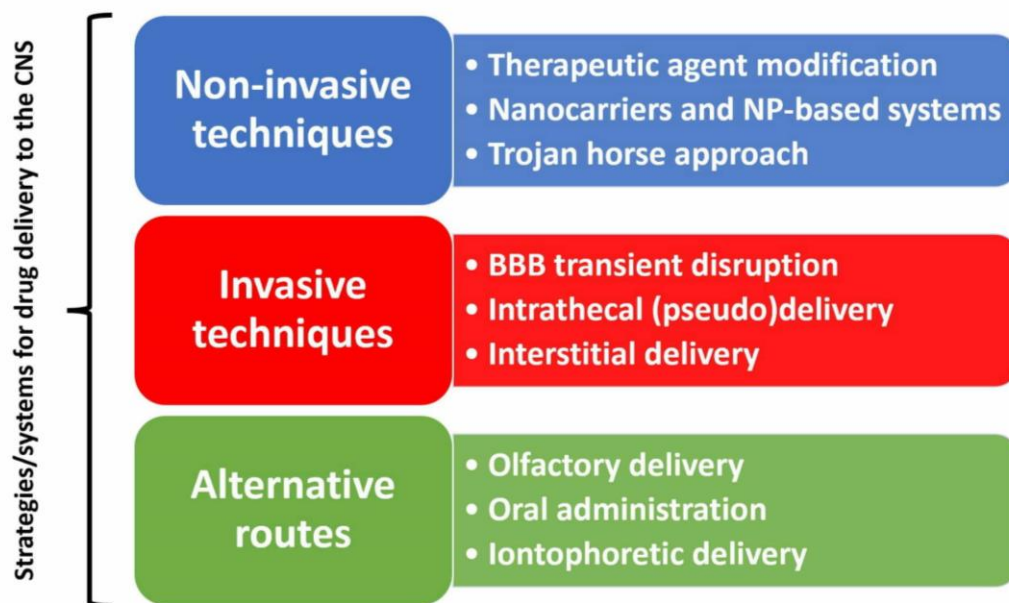 Strategies/systems for drug delivery to the CNS
Non-invasive
techniques
• Therapeutic agent modification
• Nanocarriers and NP-based systems
• Trojan horse approach
Invasive
techniques
• BBB transient disruption
• Intrathecal (pseudo)delivery
• Interstitial delivery
Alternative
routes
• Olfactory delivery
• Oral administration
• Iontophoretic delivery